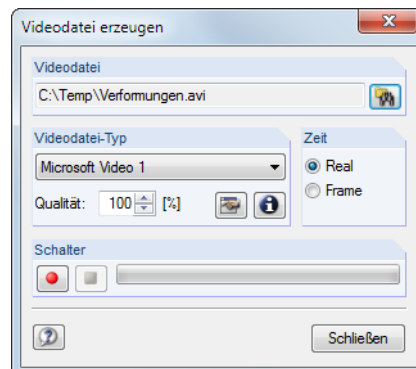 Videodatei erzeugen
Videodatei
C:\Temp\Verformungen.avi
Videodatei-Typ
Microsoft Video 1
Qualität: 100 [%]
Zeit
Real
Frame
Schalter
Schließen